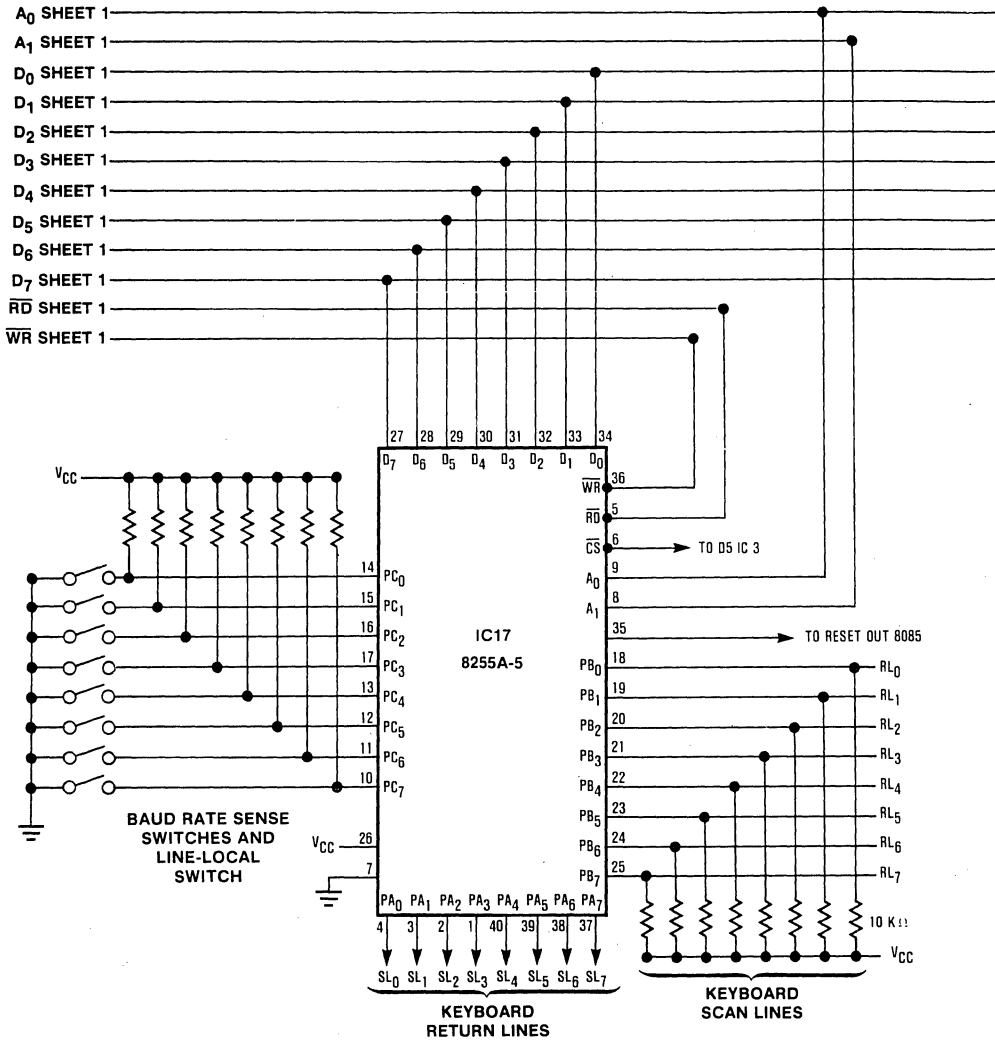 A0 SHEET 1
A1 SHEET 1
D0 SHEET 1
D1 SHEET 1
D2 SHEET 1
D3 SHEET 1
D4 SHEET 1
D5 SHEET 1
D6 SHEET 1
D7 SHEET 1
RD SHEET 1
WR SHEET 1
27 28 29 30 31 32 33 34
D7 D6 D5 D4 D3 D2 D1 D0
VCC
WR 36
RD 5
CS 6 TO D5 IC 3
A0 9
A1 8
35 TO RESET OUT 8085
14 PC0
15 PC1
16 PC2
17 PC3
13 PC4
12 PC5
11 PC6
10 PC7
IC17
8255A-5
PB0 18 RL0
PB1 19 RL1
PB2 20 RL2
PB3 21 RL3
PB4 22 RL4
PB5 23 RL5
PB6 24 RL6
PB7 25 RL7
BAUD RATE SENSE
SWITCHES AND
LINE-LOCAL
SWITCH
VCC 26
7
PA0 PA1 PA2 PA3 PA4 PA5 PA6 PA7
4 3 2 1 40 39 38 37
10 KΩ
VCC
SL0 SL1 SL2 SL3 SL4 SL5 SL6 SL7
KEYBOARD
RETURN LINES
KEYBOARD
SCAN LINES